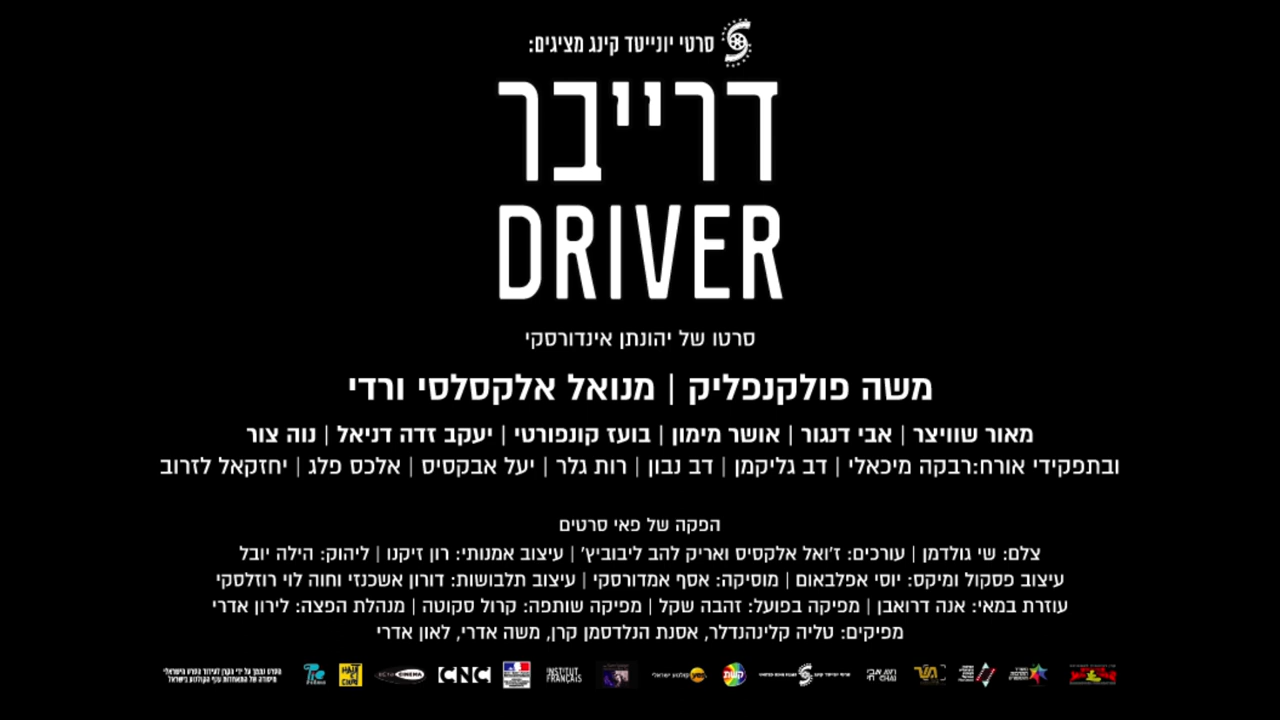 סרטי יונייטד קינג מציגים:
דרייבר
DRIVER
סרטו של יהונתן אינדורסקי
משה פולקנפליק | מנואל אלקסלסי ורדי
מאור שוויצר | אבי דנגור | אושר מימון | בועז קונפורטי | יעקב זדה דניאל | נוה צור
ובתפקידי אורח:רבקה מיכאלי | דב גליקמן | דב נבון | רות גלר | יעל אבקסיס | אלכס פלג | יחזקאל לזרוב
הפקה של פאי סרטים
צלם: שי גולדמן | עורכים: ז'ואל אלקסיס ואריק להב ליבוביץ' | עיצוב אמנותי: רון זיקנו | ליהוק: הילה יובל
עיצוב פסקול ומיקס: יוסי אפלבאום | מוסיקה: אסף אמדורסקי | עיצוב תלבושות: דורון אשכנזי וחוה לוי רוזלסקי
עוזרת במאי: אנה דרואבן | מפיקה בפועל: זהבה שקל | מפיקה שותפה: קרול סקוטה | מנהלת הפצה: לירון אדרי
מפיקים: טליה קלינהנדלר, אסנת הנדלסמן קרן, משה אדרי, לאון אדרי
קשת CNC INSTITUT FRANÇAIS CINEMA